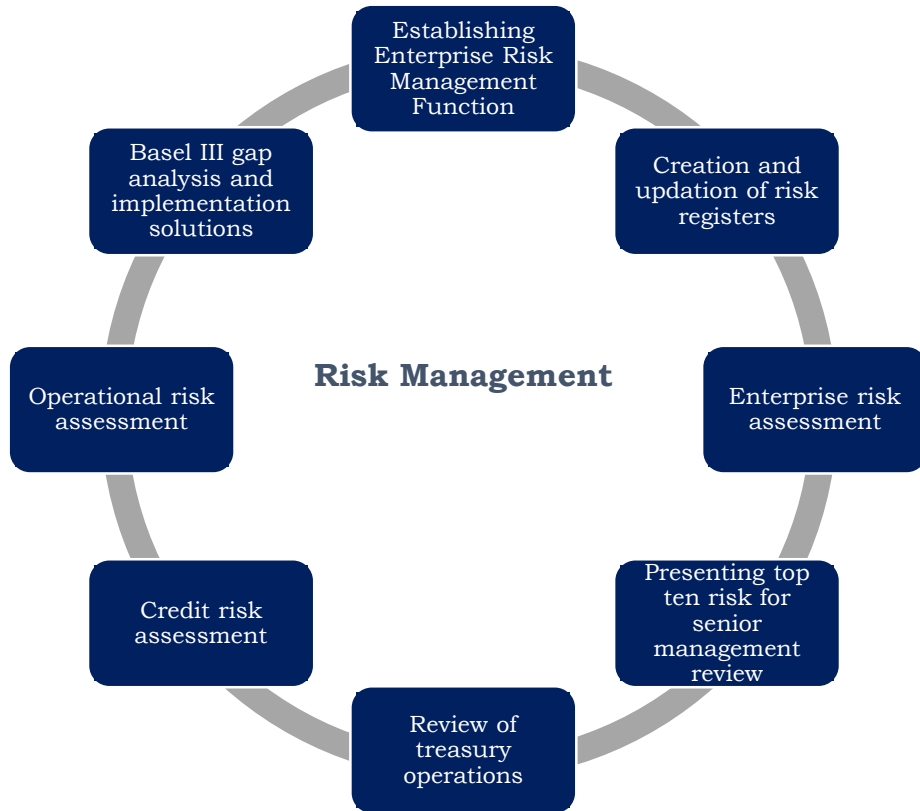 Establishing
Enterprise Risk
Management
Function
Creation and
updation of risk
registers
Enterprise risk
assessment
Presenting top
ten risk for
senior
management
review
Review of
treasury
operations
Credit risk
assessment
Operational risk
assessment
Basel III gap
analysis and
implementation
solutions
Risk Management